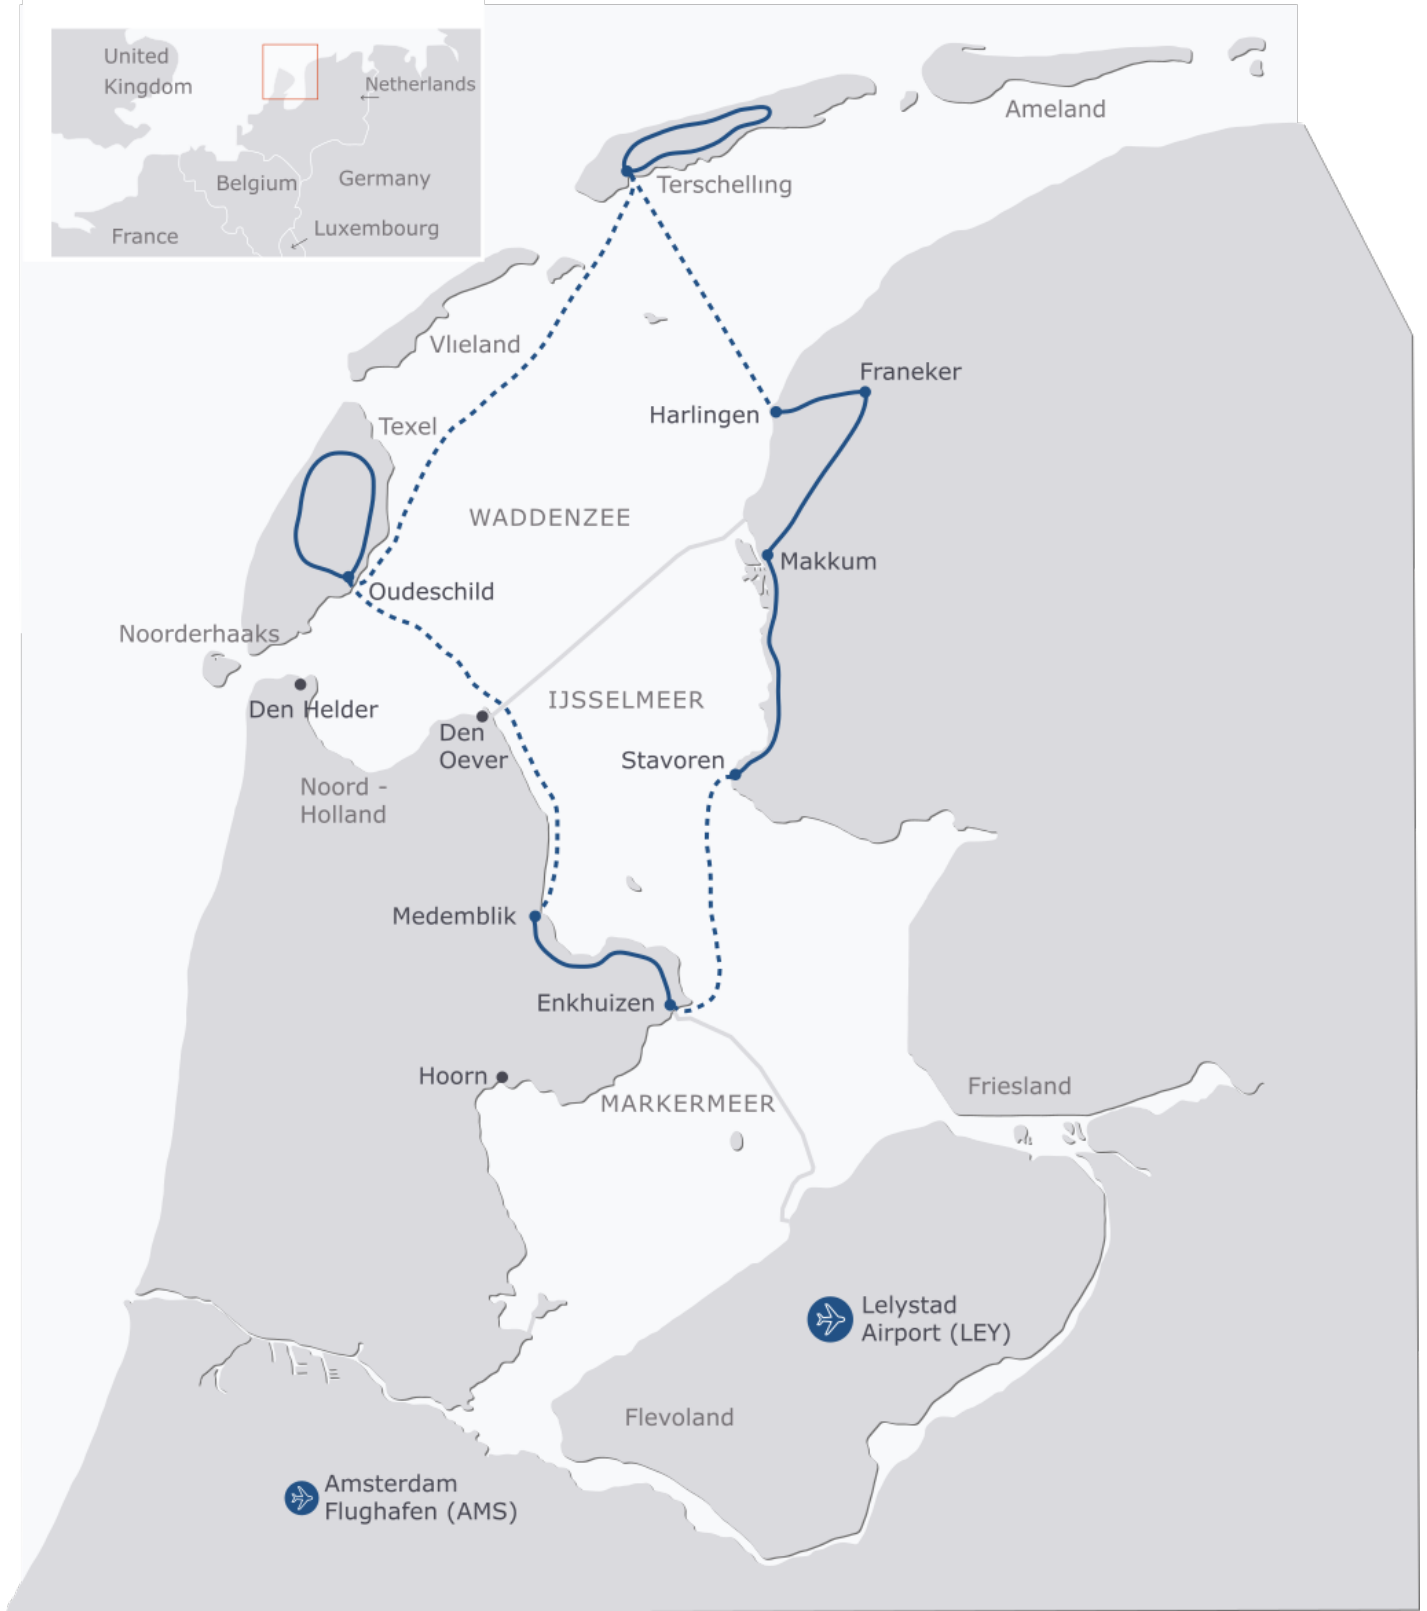 United
Kingdom
Netherlands
Belgium
Germany
Luxembourg
France
Ameland
Terschelling
Vlieland
Franeker
Harlingen
Texel
WADDENZEE
Makkum
Oudeschild
Noorderhaaks
IJSSELMEER
Den Helder
Den
Oever
Stavoren
Noord -
Holland
Medemblik
Enkhuizen
Hoorn
Friesland
MARKERMEER
Lelystad
Airport (LEY)
Flevoland
Amsterdam
Flughafen (AMS)